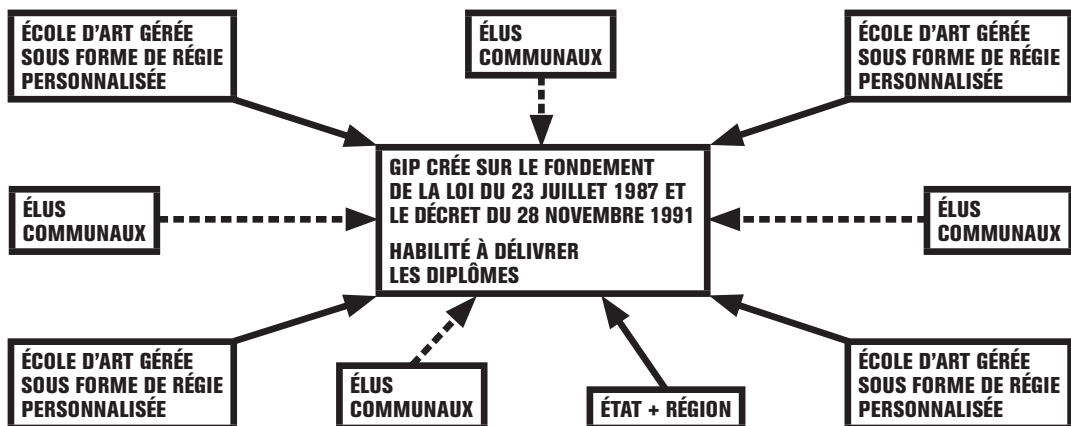 ÉCOLE D'ART GÉRÉE
SOUS FORME DE RÉGIE
PERSONNALISÉE
ÉLUS
COMMUNAUX
ÉCOLE D'ART GÉRÉE
SOUS FORME DE RÉGIE
PERSONNALISÉE
GIP CRÉE SUR LE FONDEMENT
DE LA LOI DU 23 JUILLET 1987 ET
LE DÉCRET DU 28 NOVEMBRE 1991
HABILITÉ À DÉLIVRER
LES DIPLÔMES
ÉLUS
COMMUNAUX
ÉLUS
COMMUNAUX
ÉCOLE D'ART GÉRÉE
SOUS FORME DE RÉGIE
PERSONNALISÉE
ÉLUS
COMMUNAUX
ÉTAT + RÉGION
ÉCOLE D'ART GÉRÉE
SOUS FORME DE RÉGIE
PERSONNALISÉE